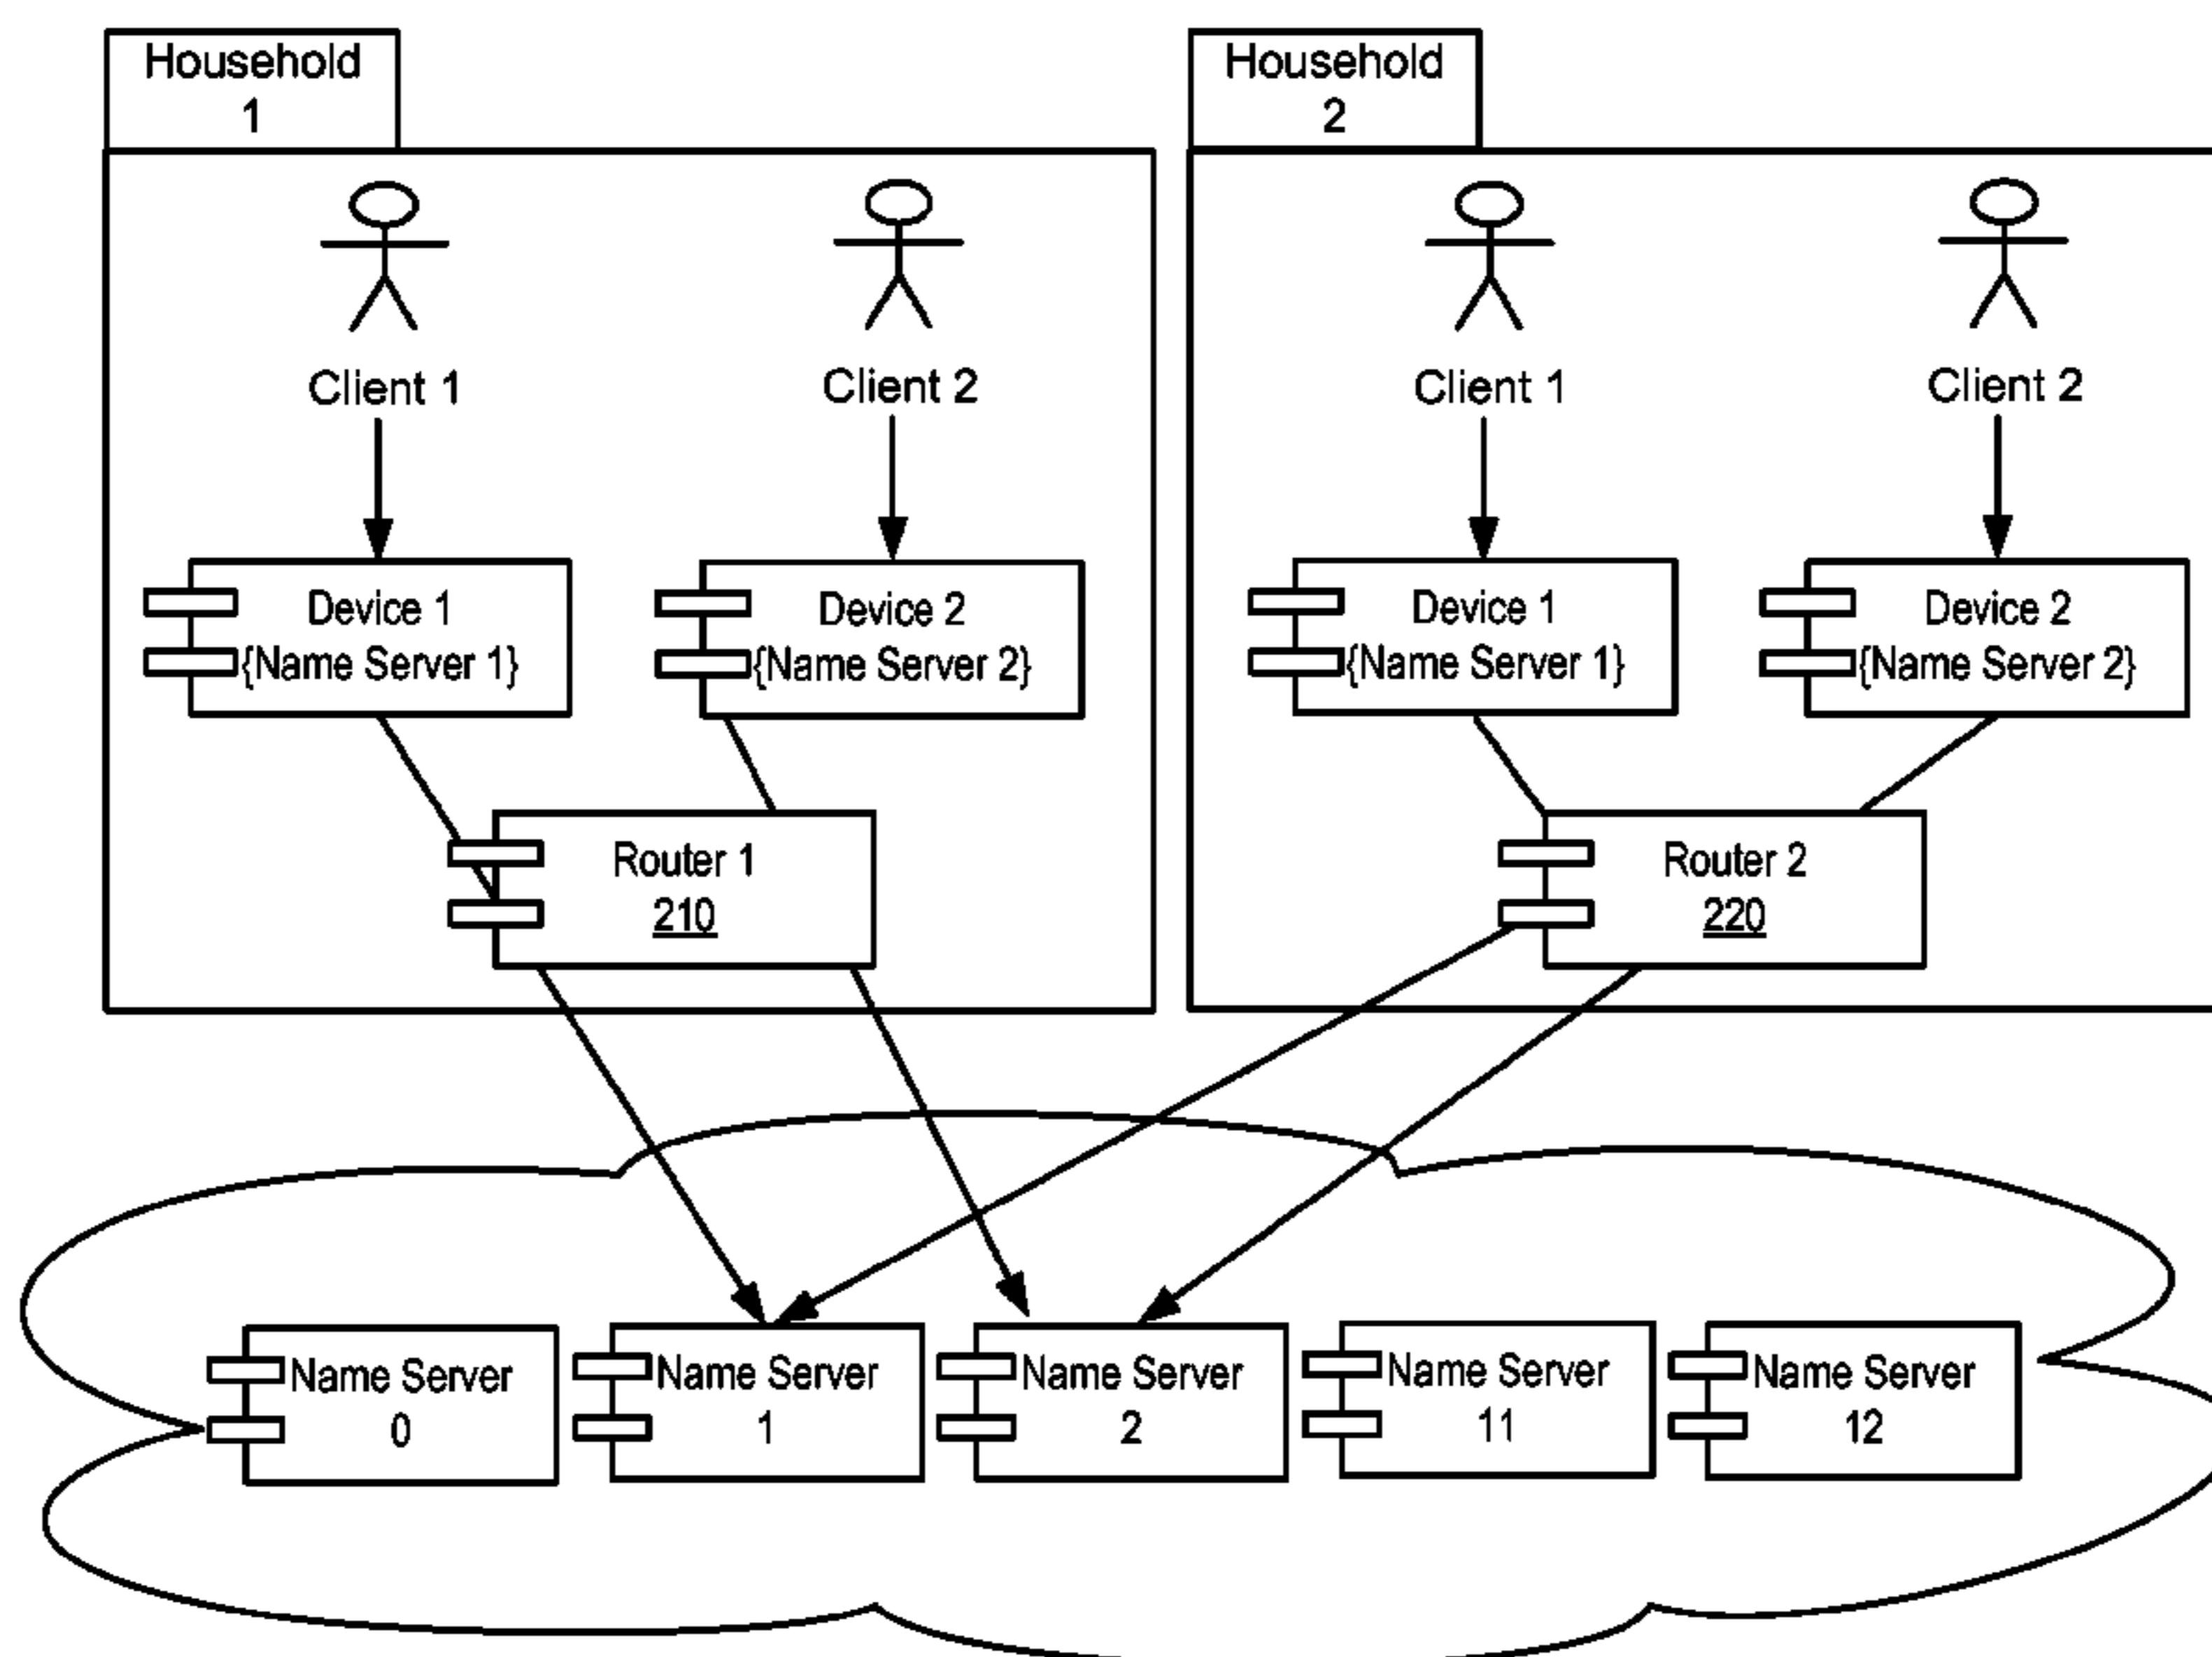 Household
1
Household
2
Client 1
Client 2
Client 1
Client 2
Device 1
{Name Server 1}
Device 2
{Name Server 2}
Device 1
{Name Server 1}
Device 2
{Name Server 2}
Router 1
210
Router 2
220
Name Server
0
Name Server
1
Name Server
2
Name Server
11
Name Server
12